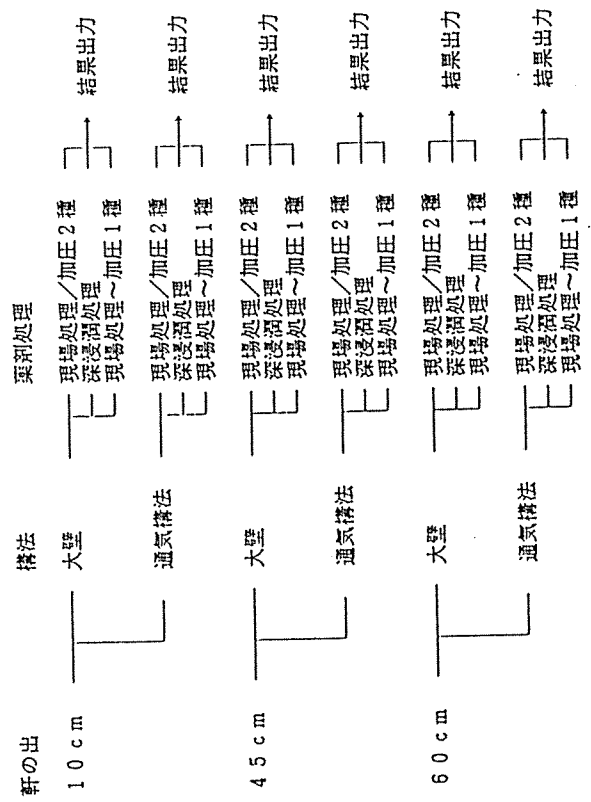 軒の出　構法　薬剤処理
10cm　大壁　現場処理/加圧2種
深浸潤処理　結果出力
現場処理~加圧1種
通気構法　現場処理/加圧2種
深浸潤処理　結果出力
現場処理~加圧1種
45cm　大壁　現場処理/加圧2種
深浸潤処理　結果出力
現場処理~加圧1種
通気構法　現場処理/加圧2種
深浸潤処理　結果出力
現場処理~加圧1種
60cm　大壁　現場処理/加圧2種
深浸潤処理　結果出力
現場処理~加圧1種
通気構法　現場処理/加圧2種
深浸潤処理　結果出力
現場処理~加圧1種